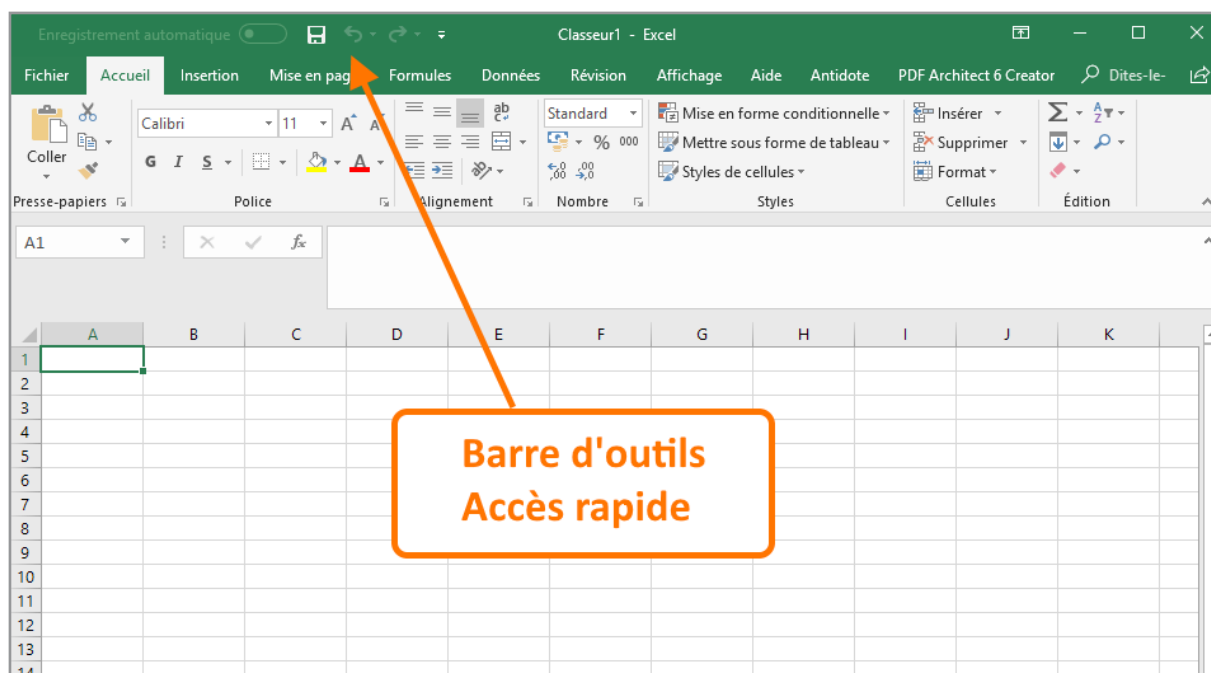 Enregistrement automatique
Classeur1 - Excel
Fichier Accueil Insertion Mise en pag Formules Données Révision Affichage Aide Antidote PDF Architect 6 Creator Dites-le-
Coller
Calibri 11 A A
ab
Standard
Mise en forme conditionnelle
Insérer
Σ A Z
G I S A
% 000
Mettre sous forme de tableau
Supprimer
Styles de cellules
Format
Presse-papiers Police Alignement Nombre Styles Cellules Édition
A1 fx
A B C D E F G H I J K
1
2
3
4
5
6
7
8
9
10
11
12
13
14
Barre d'outils
Accès rapide